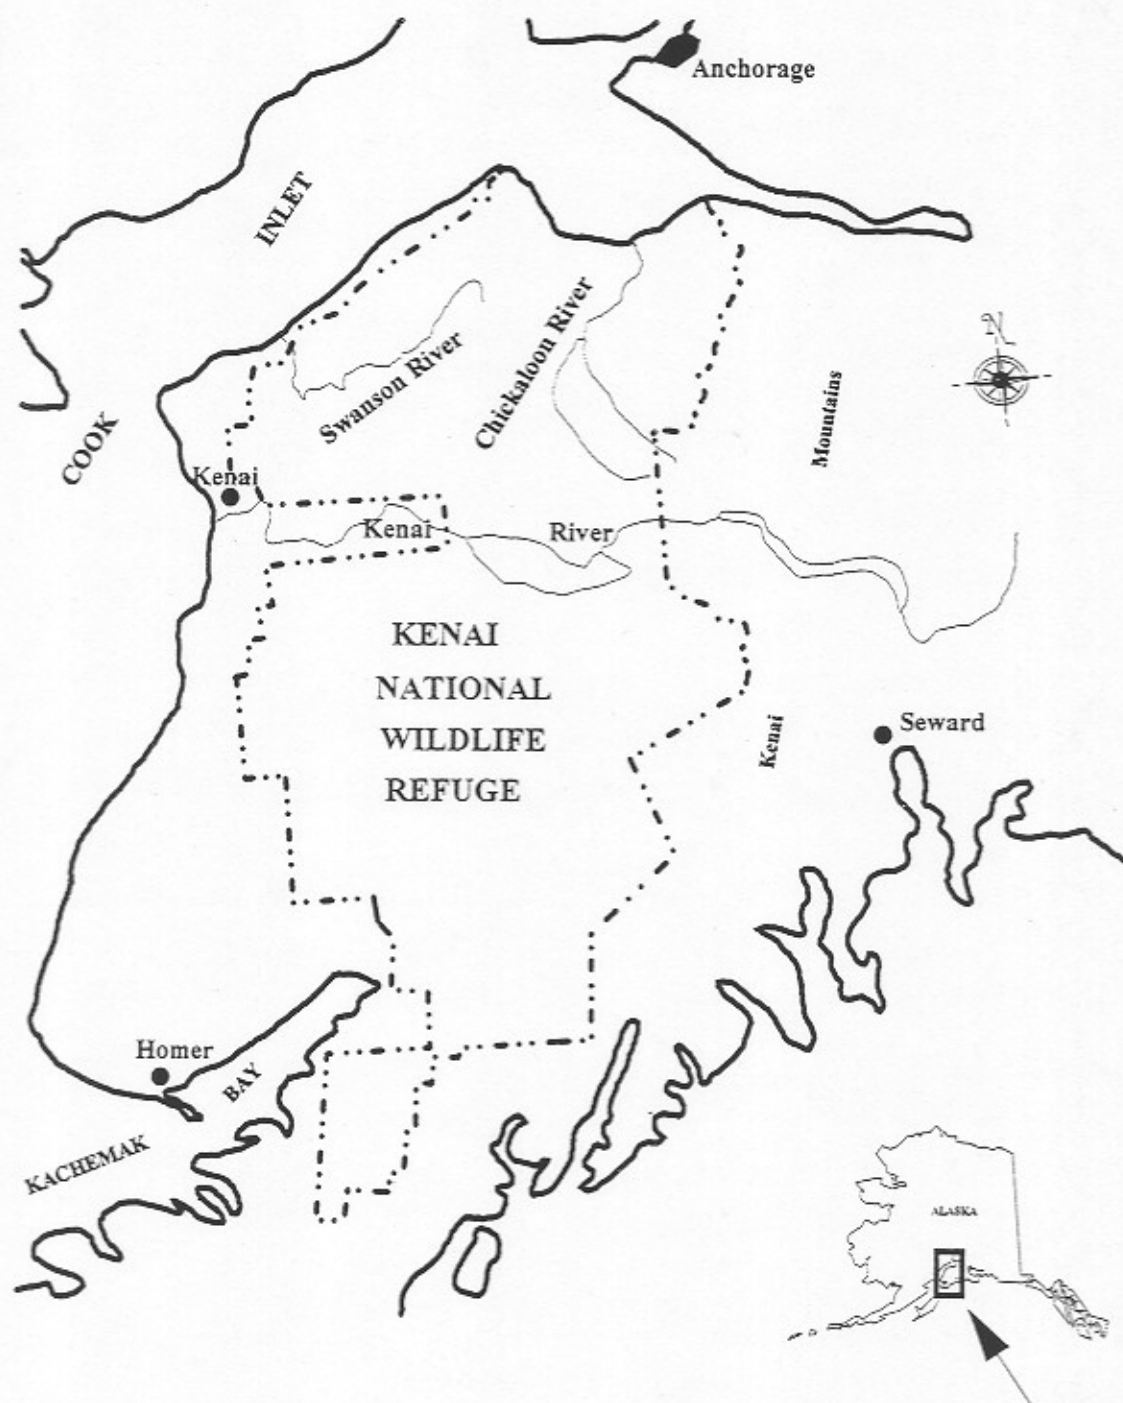 Anchorage
INLET
N
Chickaloon River
Swanson River
Mountains
COOK
Kenai
Kenai
River
KENAI
NATIONAL
WILDLIFE
REFUGE
Seward
Kenai
Homer
BAY
KACHEMAK
ALASKA